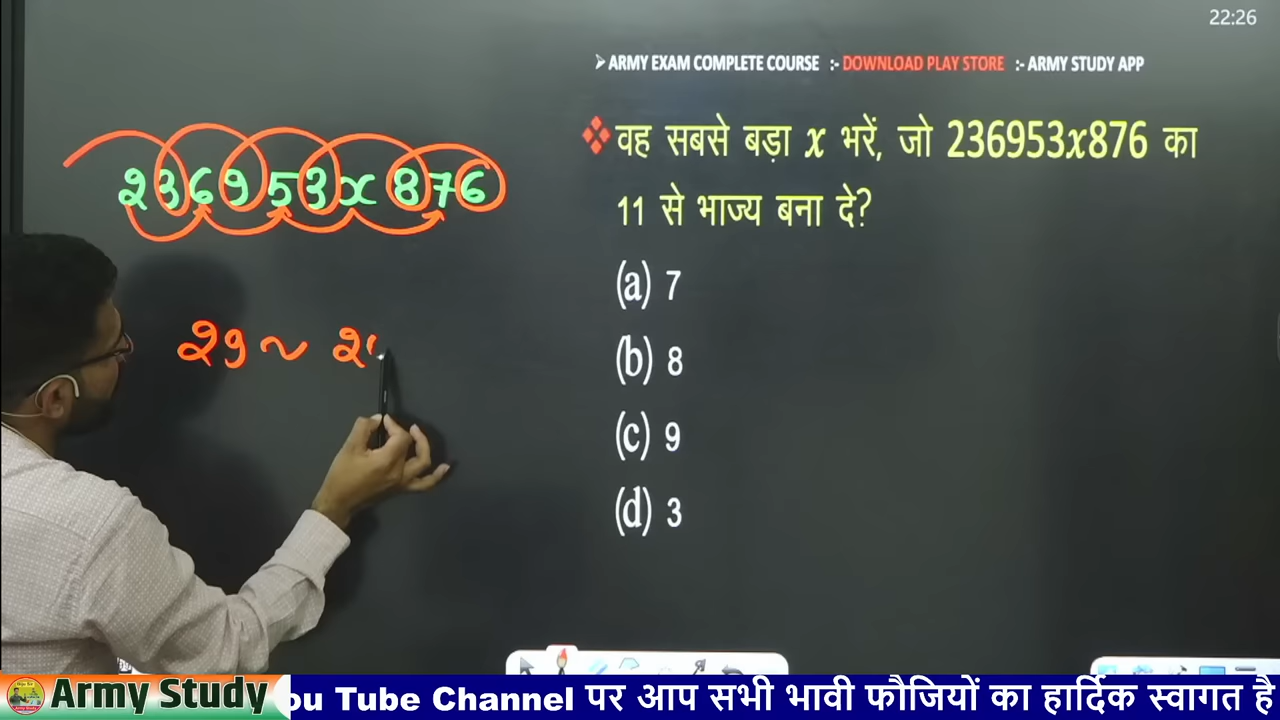 22:26
➢ ARMY EXAM COMPLETE COURSE :- DOWNLOAD PLAY STORE :- ARMY STUDY APP
236953x876
❖ वह सबसे बड़ा x भरें, जो 236953x876 का
11 से भाज्य बना दे?
(a) 7
(b) 8
(c) 9
(d) 3
29 ~
Army Study
ou Tube Channel पर आप सभी भावी फौजियों का हार्दिक स्वागत है